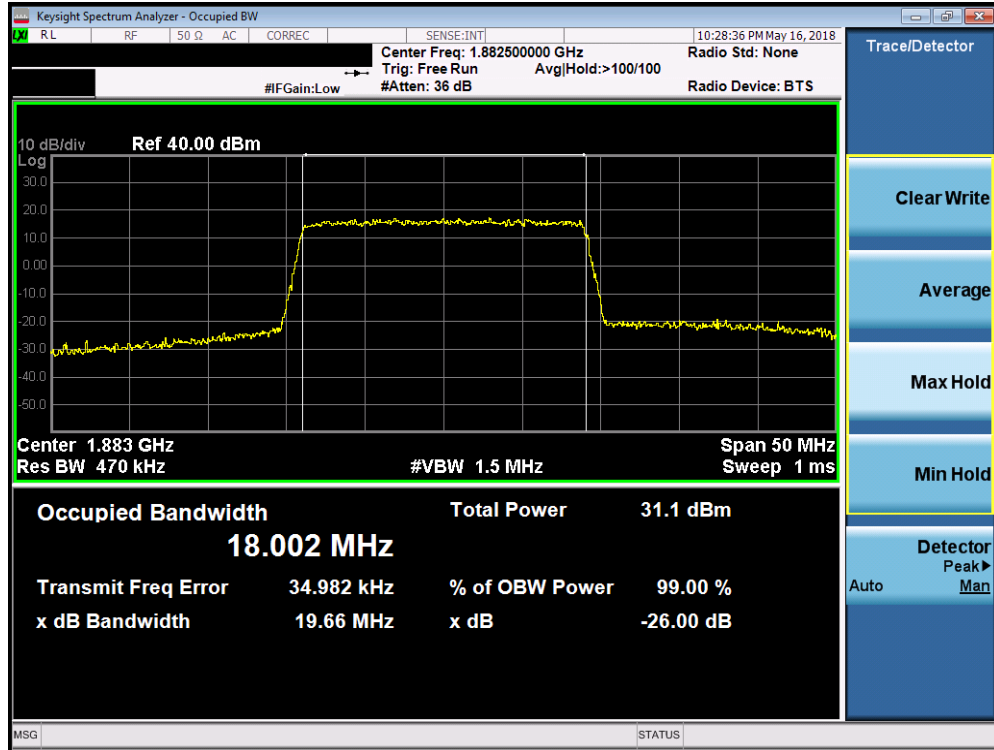 Keysight Spectrum Analyzer - Occupied BW
LXI RL RF 50 Ω AC CORREC SENSE:INT 10:28:36 PM May 16, 2018
Center Freq: 1.882500000 GHz Radio Std: None
Trig: Free Run Avg|Hold:>100/100
#IFGain:Low #Atten: 36 dB Radio Device: BTS
Trace/Detector
10 dB/div Ref 40.00 dBm
Log
30.0
20.0
10.0
0.00
-10.0
-20.0
-30.0
-40.0
-50.0
Center 1.883 GHz Span 50 MHz
Res BW 470 kHz #VBW 1.5 MHz Sweep 1 ms
Occupied Bandwidth Total Power 31.1 dBm
18.002 MHz
Transmit Freq Error 34.982 kHz % of OBW Power 99.00 %
x dB Bandwidth 19.66 MHz x dB -26.00 dB
Clear Write
Average
Max Hold
Min Hold
Detector
Peak▶
Auto Man
MSG STATUS